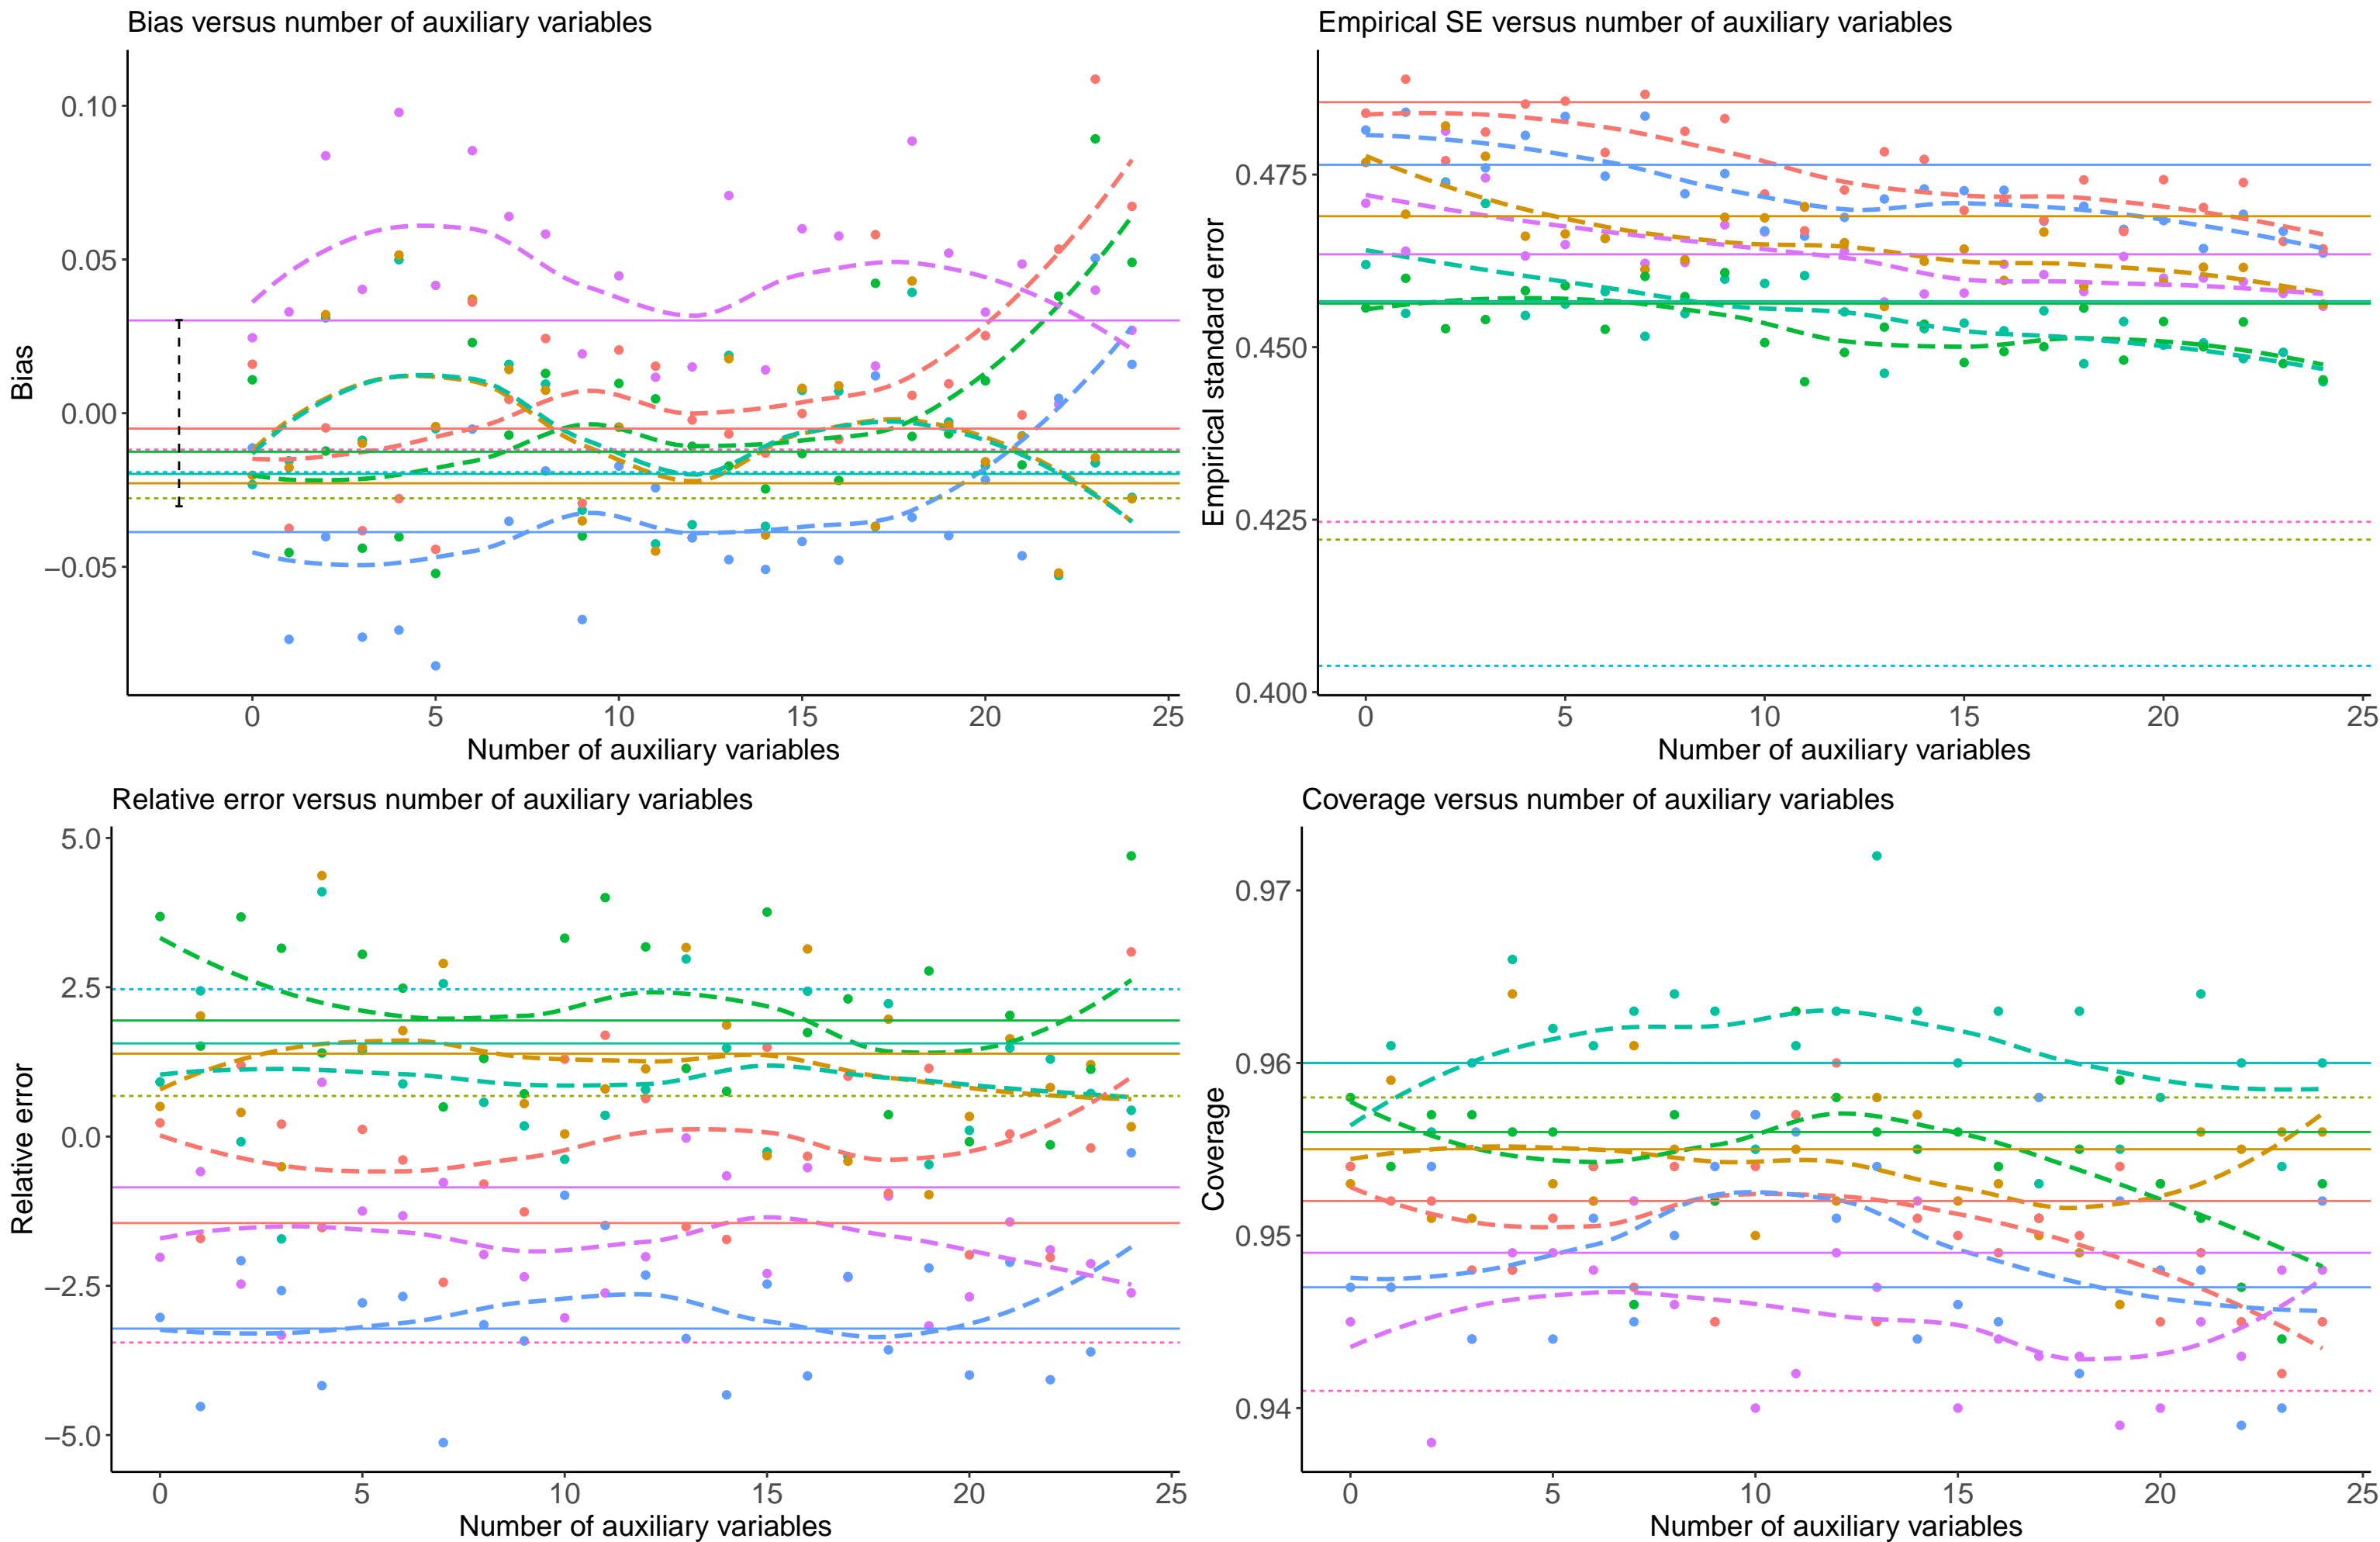 Bias versus number of auxiliary variables
0.10
0.05
0.00
−0.05
Bias
0 5 10 15 20 25
Number of auxiliary variables
Empirical SE versus number of auxiliary variables
0.475
0.450
0.425
0.400
Empirical standard error
0 5 10 15 20 25
Number of auxiliary variables
Relative error versus number of auxiliary variables
5.0
2.5
0.0
−2.5
−5.0
Relative error
0 5 10 15 20 25
Number of auxiliary variables
Coverage versus number of auxiliary variables
0.97
0.96
0.95
0.94
Coverage
0 5 10 15 20 25
Number of auxiliary variables